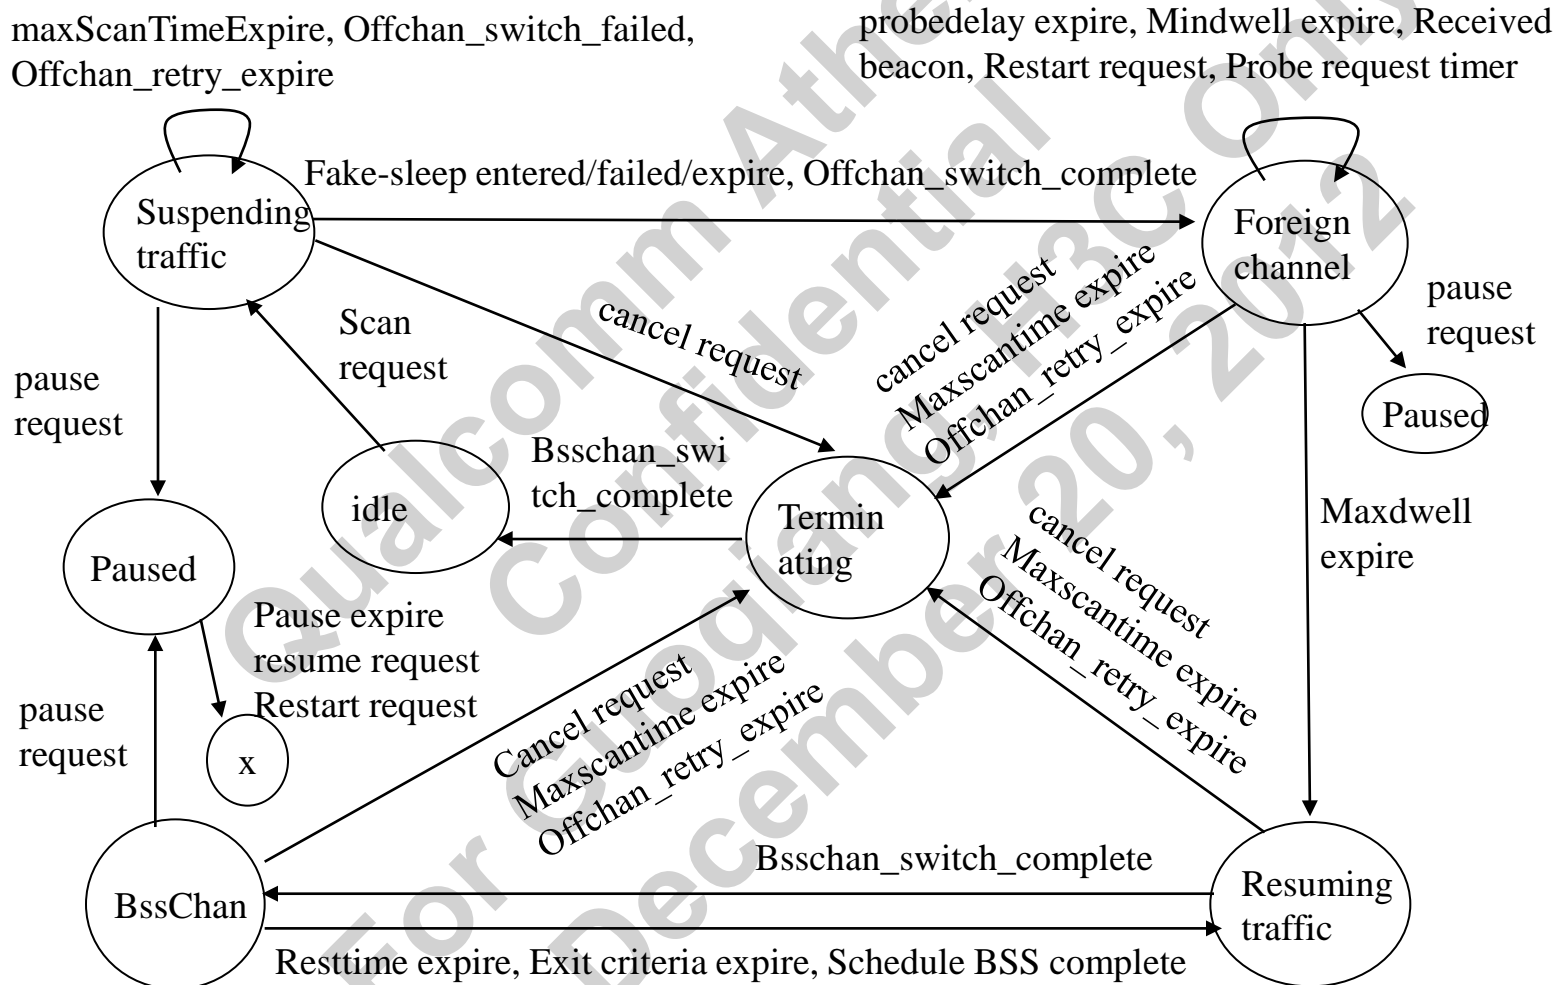 maxScanTimeExpire, Offchan_switch_failed,
Offchan_retry_expire
probedelay expire, Mindwell expire, Received
beacon, Restart request, Probe request timer
Fake-sleep entered/failed/expire, Offchan_switch_complete
Suspending
traffic
Foreign
channel
cancel request
Maxscantime expire
Offchan_retry_expire
pause
request
Scan
request
cancel request
pause
request
Paused
Bsschan_swi
tch_complete
idle
Termin
ating
cancel request
Maxscantime expire
Offchan_retry_expire
Maxdwell
expire
Paused
Pause expire
resume request
Restart request
pause
request
x
Cancel request
Maxscantime expire
Offchan_retry_expire
Bsschan_switch_complete
BssChan
Resuming
traffic
Resttime expire, Exit criteria expire, Schedule BSS complete
Qualcomm Athe
Confidential
For Guoqiang, H3C Only
December 20, 2012